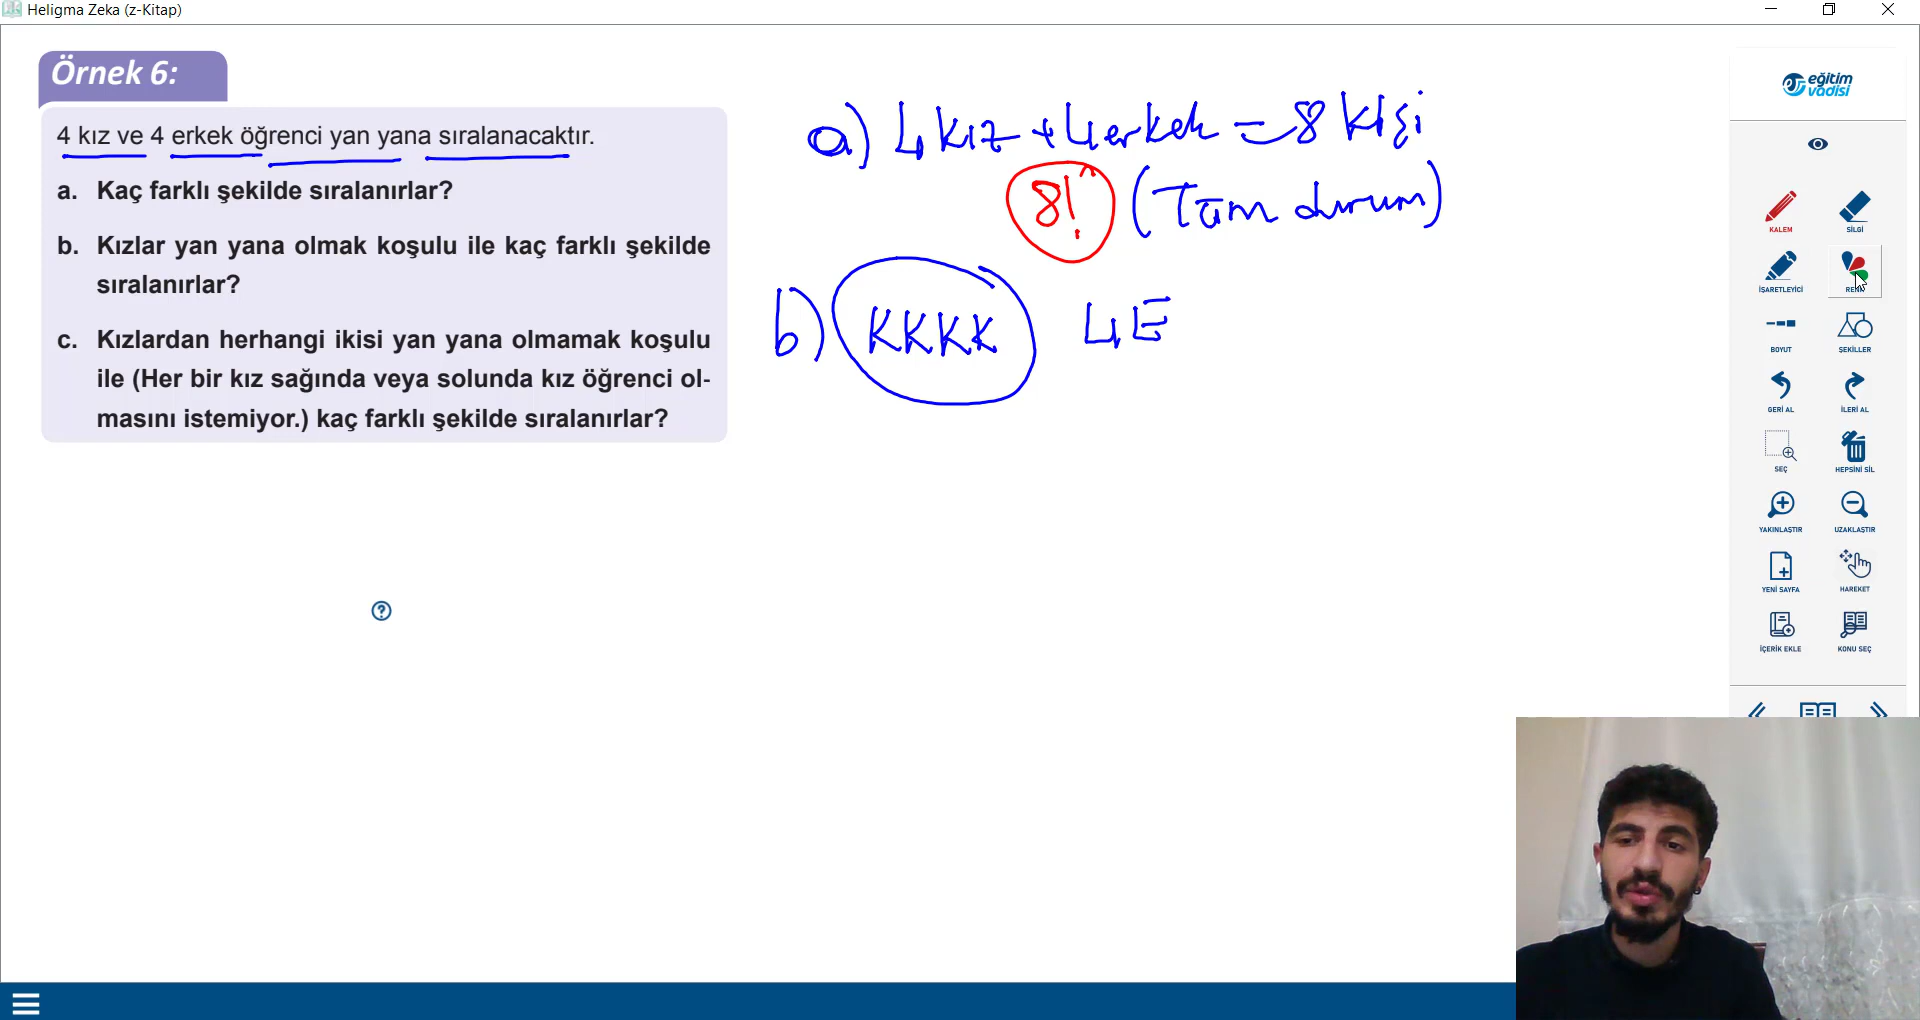 Heligma Zeka (z-Kitap)
Örnek 6:
4 kız ve 4 erkek öğrenci yan yana sıralanacaktır.
a. Kaç farklı şekilde sıralanırlar?
b. Kızlar yan yana olmak koşulu ile kaç farklı şekilde
sıralanırlar?
c. Kızlardan herhangi ikisi yan yana olmamak koşulu
ile (Her bir kız sağında veya solunda kız öğrenci ol-
masını istemiyor.) kaç farklı şekilde sıralanırlar?
a) 4 kız + 4 erkek = 8 kişi
8! (Tüm durum)
b) KKKK 4E
eğitim
vadisi
KALEM SİLGİ
İŞARETLEYİCİ RENK
BOYUT ŞEKİLLER
GERİ AL İLERİ AL
SEÇ HEPSİNİ SİL
YAKINLAŞTIR UZAKLAŞTIR
YENİ SAYFA HAREKET
İÇERİK EKLE KONU SEÇ